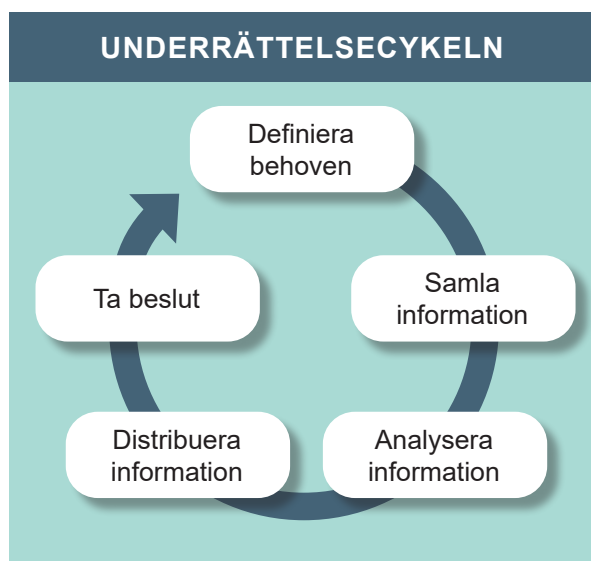 UNDERRÄTTELSECYKELN
Definiera
behoven
Samla
information
Analysera
information
Distribuera
information
Ta beslut